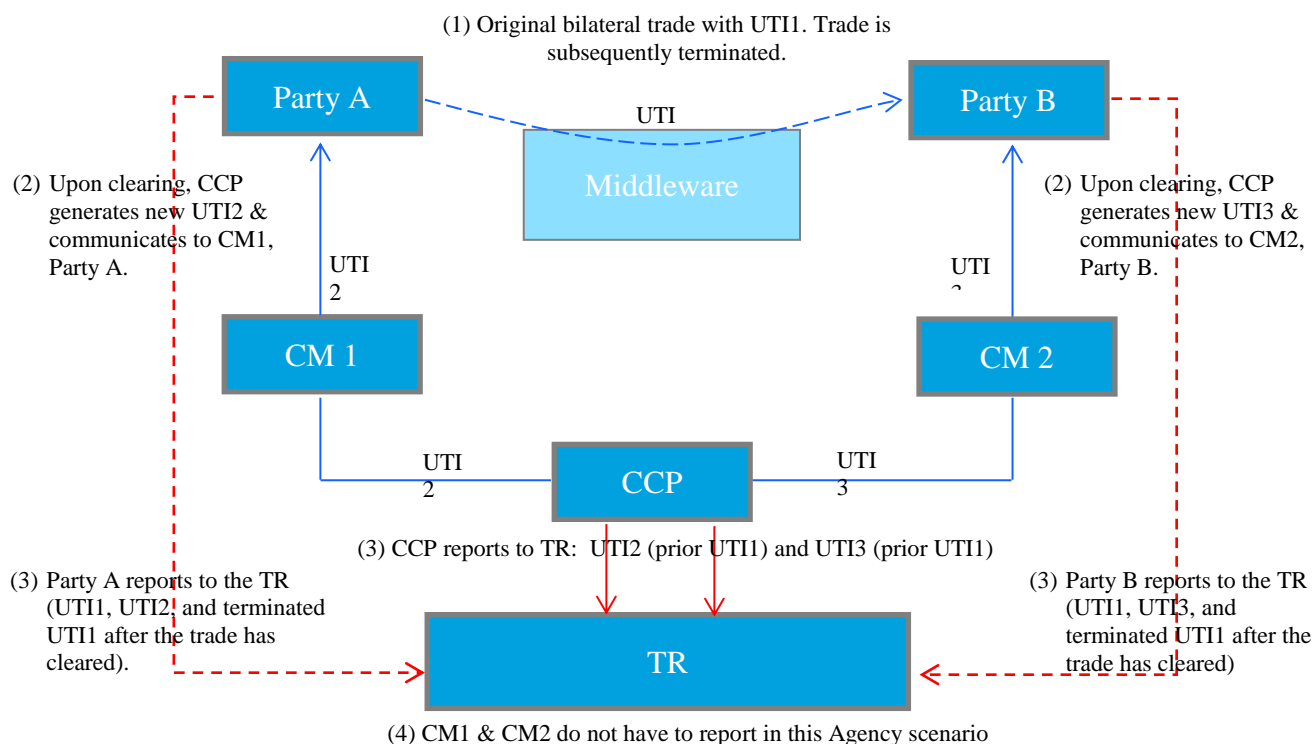 (1) Original bilateral trade with UTI1. Trade is
subsequently terminated.
Party A
UTI
Party B
Middleware
(2) Upon clearing, CCP
generates new UTI2 &
communicates to CM1,
Party A.
(2) Upon clearing, CCP
generates new UTI3 &
communicates to CM2,
Party B.
UTI
2
UTI
CM 1
CM 2
UTI
2
CCP
UTI
3
(3) CCP reports to TR: UTI2 (prior UTI1) and UTI3 (prior UTI1)
(3) Party A reports to the TR
(UTI1, UTI2, and terminated
UTI1 after the trade has
cleared).
(3) Party B reports to the TR
(UTI1, UTI3, and
terminated UTI1 after the
trade has cleared)
TR
(4) CM1 & CM2 do not have to report in this Agency scenario